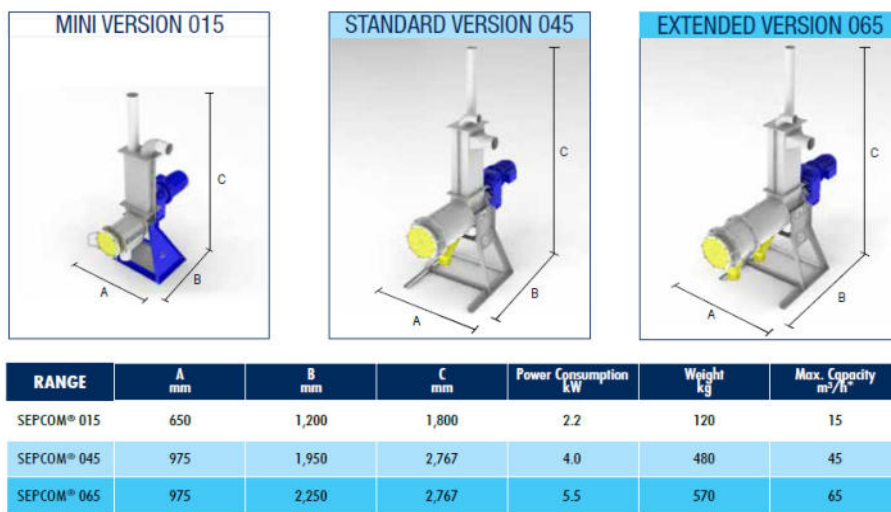 MINI VERSION 015
STANDARD VERSION 045
EXTENDED VERSION 065
C
B
A
C
B
A
C
B
A
RANGE A mm B mm C mm Power Consumption kW Weight kg Max. Capacity m³/h*
SEPCOM® 015 650 1,200 1,800 2.2 120 15
SEPCOM® 045 975 1,950 2,767 4.0 480 45
SEPCOM® 065 975 2,250 2,767 5.5 570 65